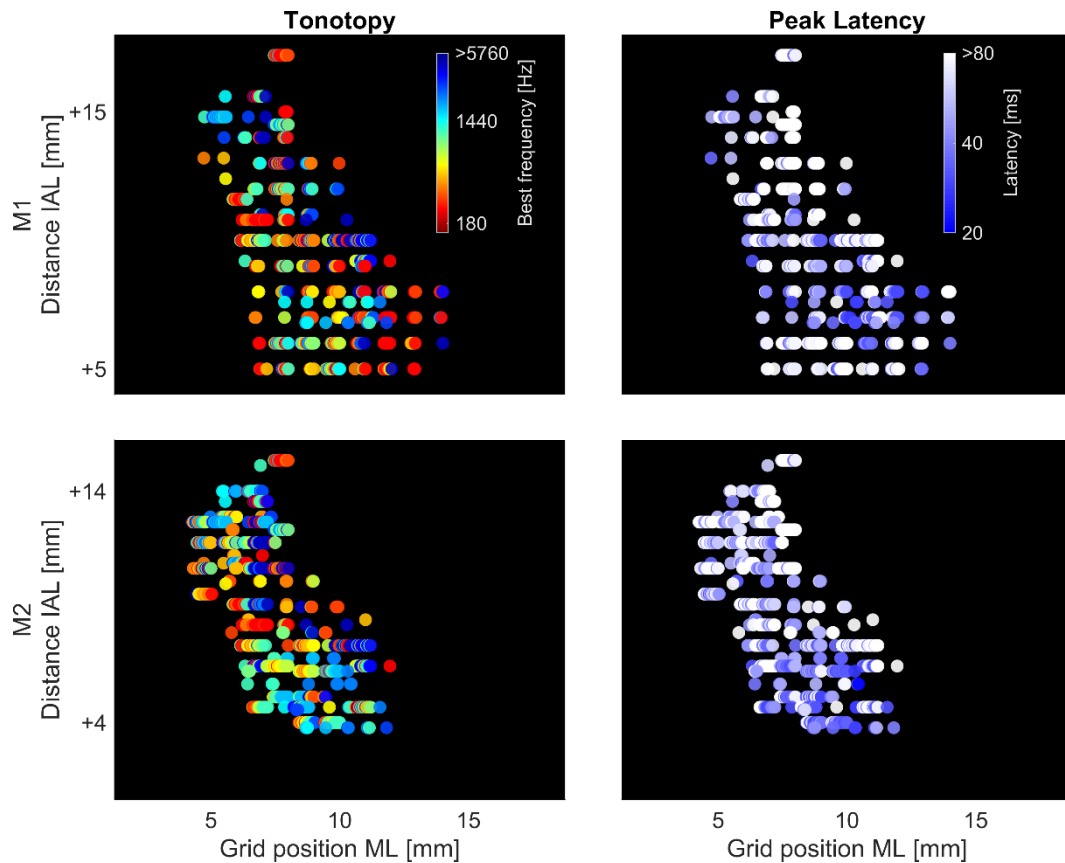 Tonotopy
Peak Latency
M1
Distance IAL [mm]
+15
+5
>5760
1440
180
Best frequency [Hz]
>80
40
20
Latency [ms]
M2
Distance IAL [mm]
+14
+4
5 10 15
Grid position ML [mm]
5 10 15
Grid position ML [mm]